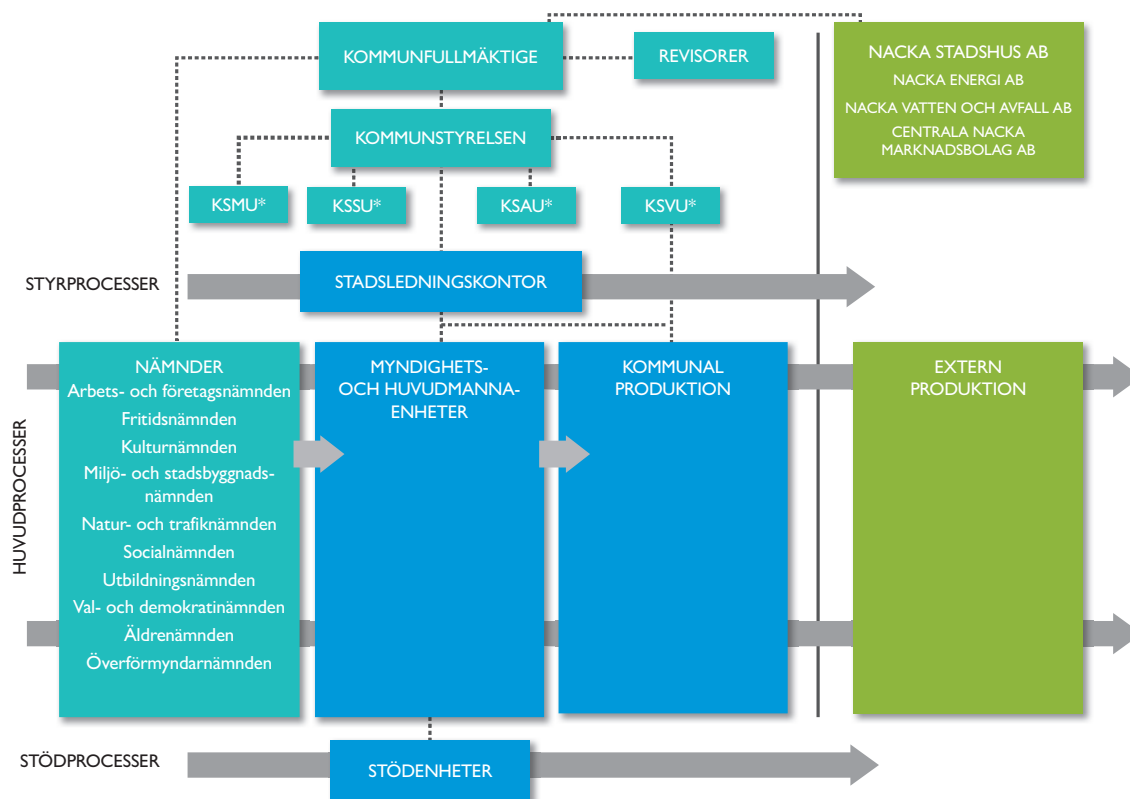 KOMMUNFULLMÄKTIGE
REVISORER
NACKA STADSHUS AB
NACKA ENERGI AB
NACKA VATTEN OCH AVFALL AB
CENTRALA NACKA
MARKNADSBOLAG AB
KOMMUNSTYRELSEN
KSMU*
KSSU*
KSAU*
KSVU*
STYRPROCESSER
STADSLEDNINGSKONTOR
HUVUDPROCESSER
NÄMNDER
Arbets- och företagsnämnden
Fritidsnämnden
Kulturnämnden
Miljö- och stadsbyggnads-
nämnden
Natur- och trafiknämnden
Socialnämnden
Utbildningsnämnden
Val- och demokratinämnden
Äldrenämnden
Överförmyndarnämnden
MYNDIGHETS-
OCH HUVUDMANNA-
ENHETER
KOMMUNAL
PRODUKTION
EXTERN
PRODUKTION
STÖDPROCESSER
STÖDENHETER